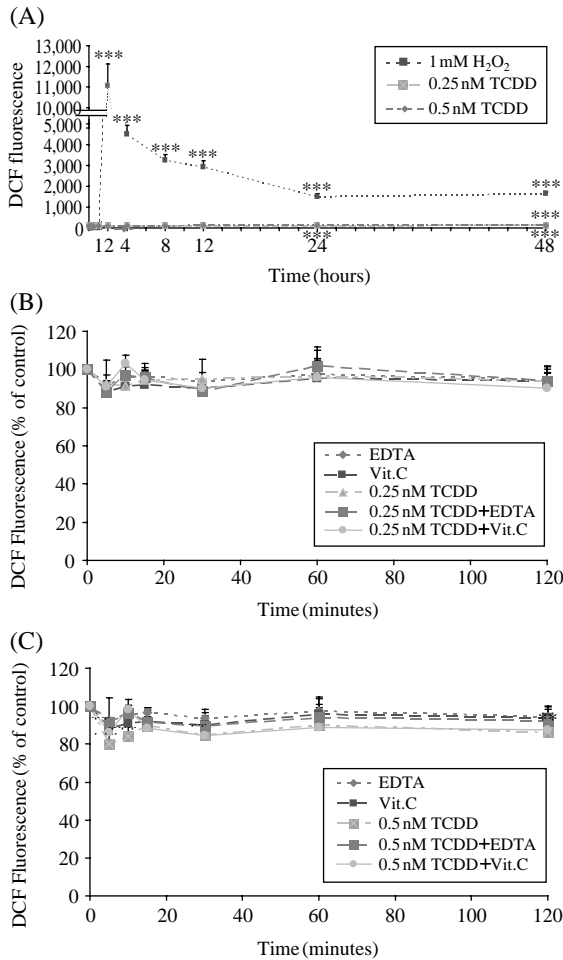 (A)
DCF fluorescence
13,000
12,000
11,000
10,000
5,000
4,000
3,000
2,000
1,000
0
*** *** *** *** *** *** *** *** ***
1 2 4 8 12 24 48
Time (hours)
1 mM H₂O₂
0.25 nM TCDD
0.5 nM TCDD
(B)
DCF Fluorescence (% of control)
120
100
80
60
40
20
0
0 20 40 60 80 100 120
Time (minutes)
EDTA
Vit.C
0.25 nM TCDD
0.25 nM TCDD+EDTA
0.25 nM TCDD+Vit.C
(C)
DCF Fluorescence (% of control)
120
100
80
60
40
20
0
0 20 40 60 80 100 120
Time (minutes)
EDTA
Vit.C
0.5 nM TCDD
0.5 nM TCDD+EDTA
0.5 nM TCDD+Vit.C